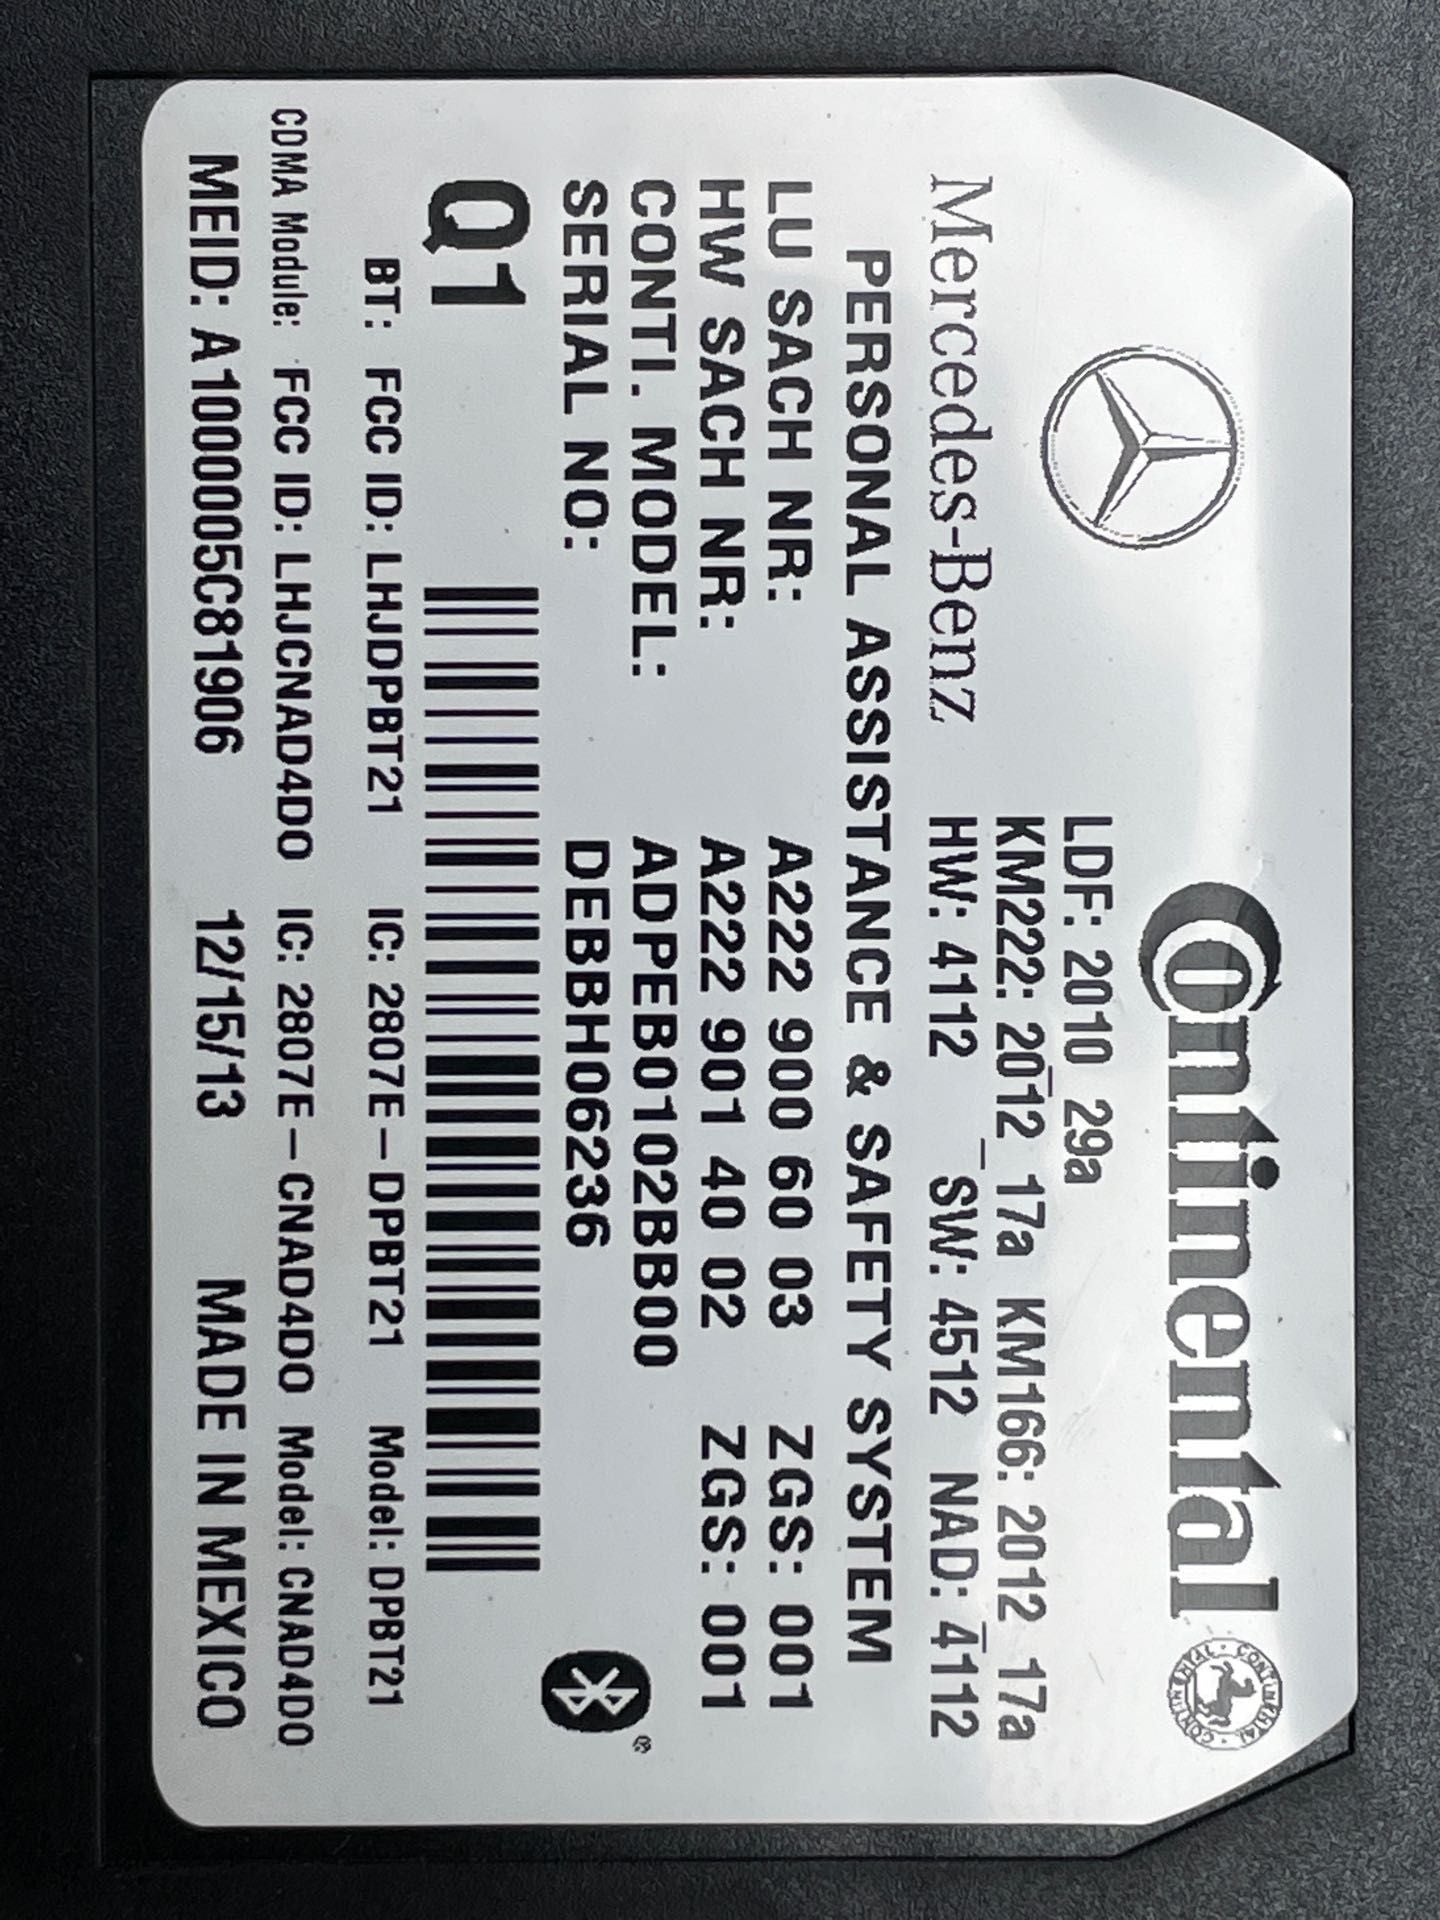 Continental
CONTINENTAL · CONTINENTAL ·
LDF: 2010_29a
KM222: 2012_17a KM166: 2012_17a
Mercedes-Benz
HW: 4112 SW: 4512 NAD: 4112
PERSONAL ASSISTANCE & SAFETY SYSTEM
LU SACH NR: A222 900 60 03 ZGS: 001
HW SACH NR: A222 901 40 02 ZGS: 001
CONTI. MODEL: ADPEB0102BB00
SERIAL NO: DEBBH06236
Q1
BT: FCC ID: LHJDPBT21 IC: 2807E-DPBT21 Model: DPBT21
CDMA Module: FCC ID: LHJCNAD4DO IC: 2807E-CNAD4DO Model: CNAD4DO
MEID: A1000005C81906 12/15/13 MADE IN MEXICO